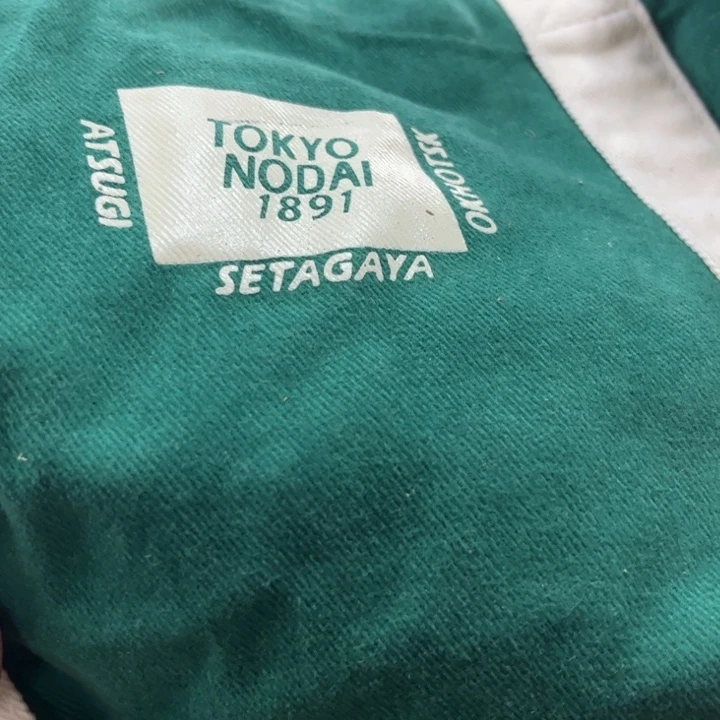 TOKYO
NODAI
1891
ATSUGI
OKHOTSK
SETAGAYA